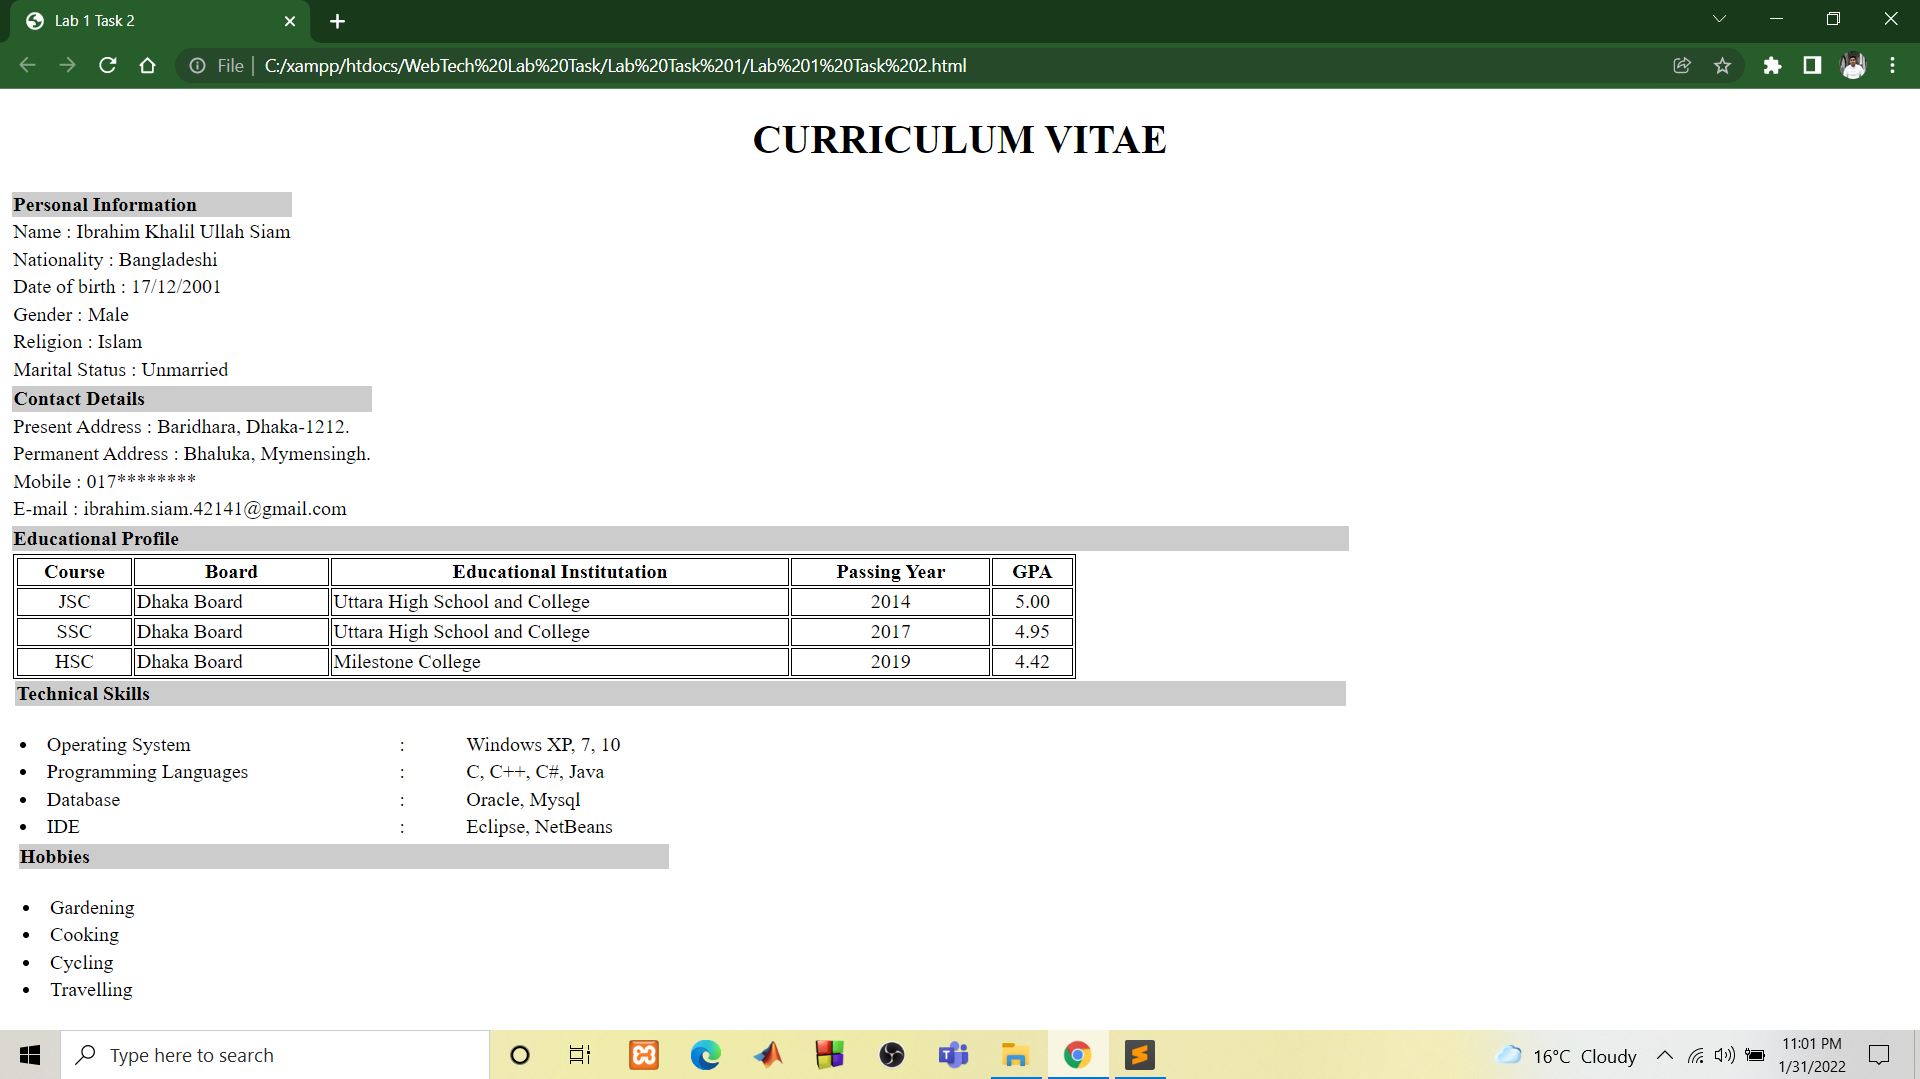 Lab 1 Task 2
File C:/xampp/htdocs/WebTech%20Lab%20Task/Lab%20Task%201/Lab%201%20Task%202.html
CURRICULUM VITAE
Personal Information
Name : Ibrahim Khalil Ullah Siam
Nationality : Bangladeshi
Date of birth : 17/12/2001
Gender : Male
Religion : Islam
Marital Status : Unmarried
Contact Details
Present Address : Baridhara, Dhaka-1212.
Permanent Address : Bhaluka, Mymensingh.
Mobile : 017********
E-mail : ibrahim.siam.42141@gmail.com
Educational Profile
Course Board Educational Institutation Passing Year GPA
JSC Dhaka Board Uttara High School and College 2014 5.00
SSC Dhaka Board Uttara High School and College 2017 4.95
HSC Dhaka Board Milestone College 2019 4.42
Technical Skills
• Operating System : Windows XP, 7, 10
• Programming Languages : C, C++, C#, Java
• Database : Oracle, Mysql
• IDE : Eclipse, NetBeans
Hobbies
• Gardening
• Cooking
• Cycling
• Travelling
Type here to search
16°C Cloudy
11:01 PM
1/31/2022